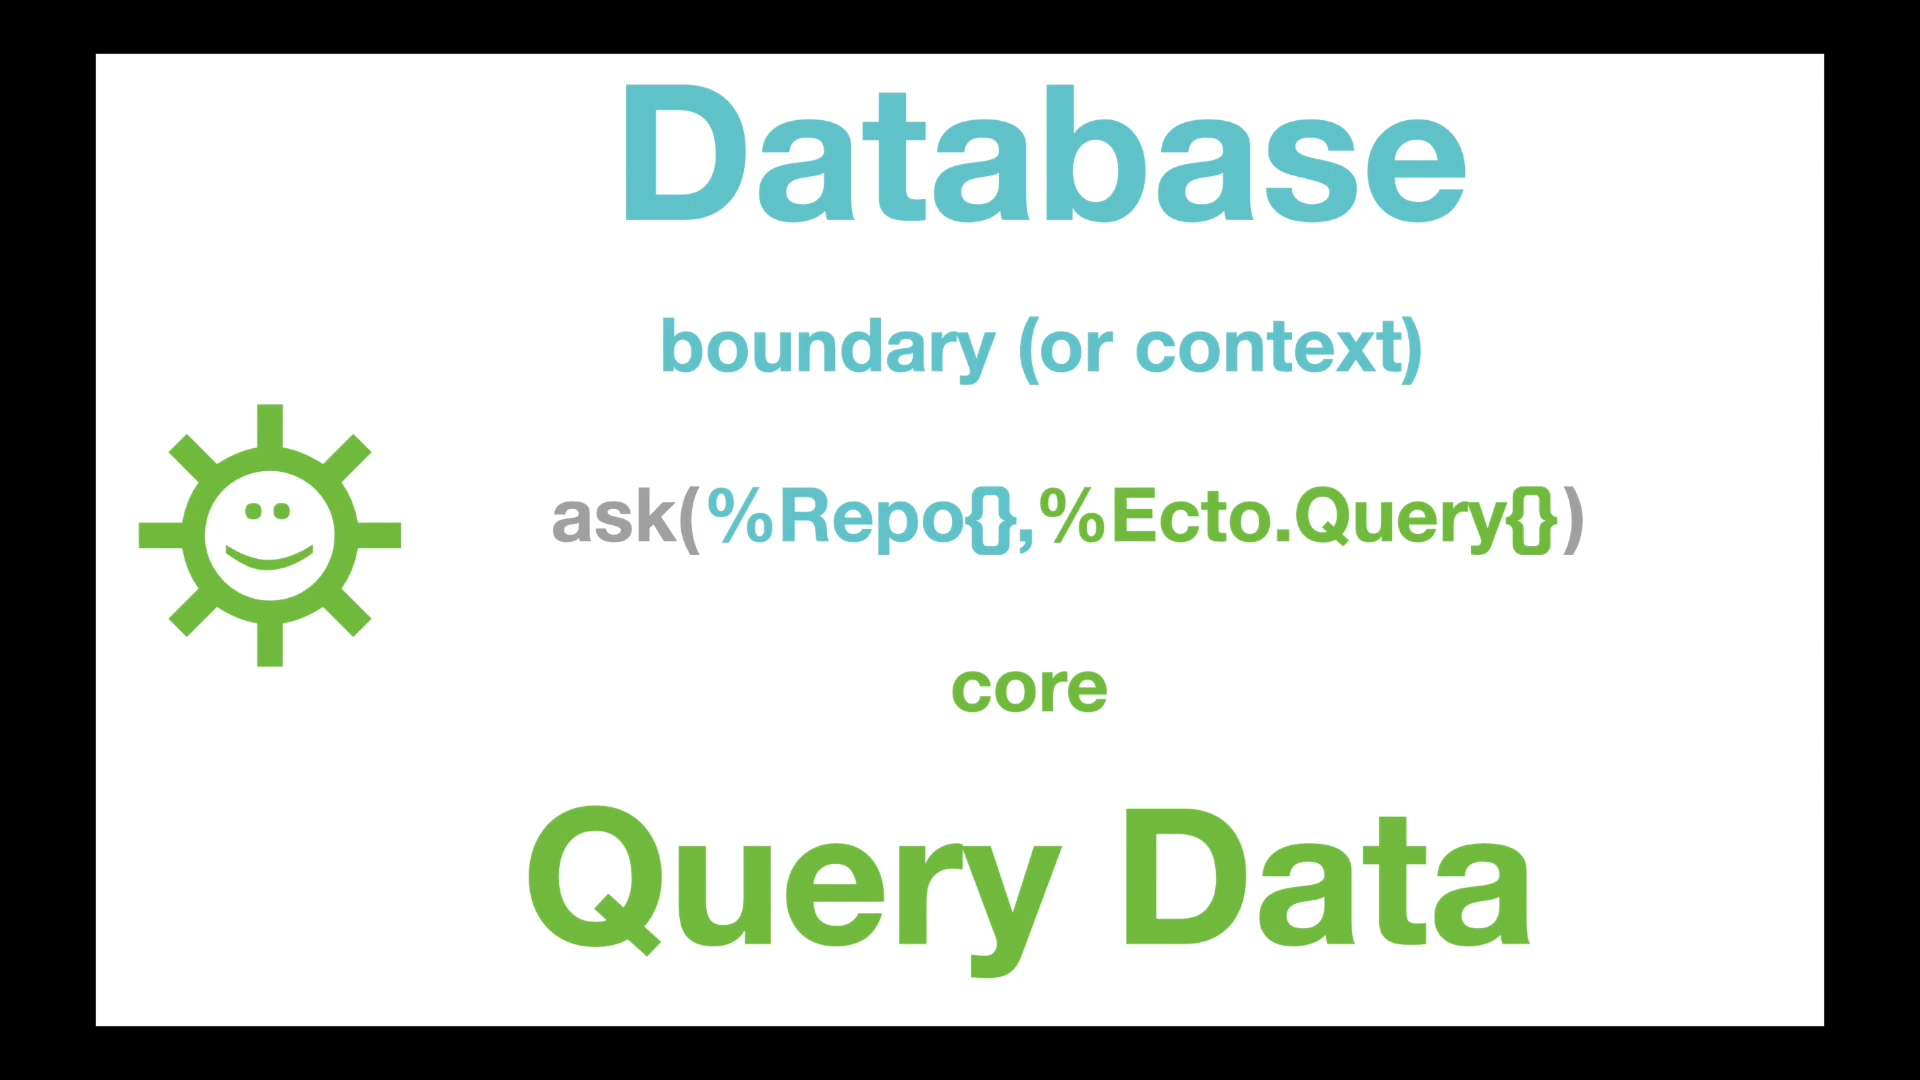 Database
boundary (or context)
ask(%Repo{},%Ecto.Query{})
core
Query Data